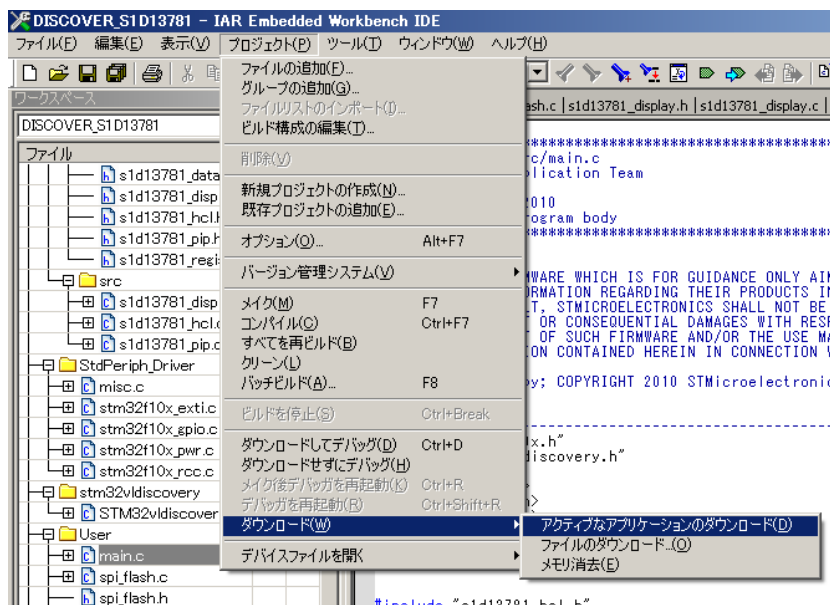 DISCOVER_S1D13781 - IAR Embedded Workbench IDE
ファイル(F) 編集(E) 表示(V) プロジェクト(P) ツール(T) ウィンドウ(W) ヘルプ(H)
ワークスペース
DISCOVER_S1D13781
ファイル
s1d13781_data
s1d13781_disp
s1d13781_hcl.h
s1d13781_pip.h
s1d13781_regis
src
s1d13781_disp
s1d13781_hcl.c
s1d13781_pip.c
StdPeriph_Driver
misc.c
stm32f10x_exti.c
stm32f10x_gpio.c
stm32f10x_pwr.c
stm32f10x_rcc.c
stm32vldiscovery
STM32vldiscover
User
main.c
spi_flash.c
spi_flash.h
ファイルの追加(F)...
グループの追加(G)...
ファイルリストのインポート(I)...
ビルド構成の編集(T)...
削除(V)
新規プロジェクトの作成(N)...
既存プロジェクトの追加(E)...
オプション(O)... Alt+F7
バージョン管理システム(V)
メイク(M) F7
コンパイル(C) Ctrl+F7
すべてを再ビルド(B)
クリーン(L)
バッチビルド(A)... F8
ビルドを停止(S) Ctrl+Break
ダウンロードしてデバッグ(D) Ctrl+D
ダウンロードせずにデバッグ(H)
メイク後デバッガを再起動(K) Ctrl+R
デバッガを再起動(R) Ctrl+Shift+R
ダウンロード(W)
デバイスファイルを開く
アクティブなアプリケーションのダウンロード(D)
ファイルのダウンロード...(O)
メモリ消去(E)
ash.c | s1d13781_display.h | s1d13781_display.c |
******************************
rc/main.c
plication Team
2010
rogram body
******************************
WARE WHICH IS FOR GUIDANCE ONLY AI
RMATION REGARDING THEIR PRODUCTS I
LT, STMICROELECTRONICS SHALL NOT BE
T OR CONSEQUENTIAL DAMAGES WITH RESP
OF SUCH FIRMWARE AND/OR THE USE MA
ION CONTAINED HEREIN IN CONNECTION W
py; COPYRIGHT 2010 STMicroelectronic
------------------------------
x.h"
discovery.h"
>
h>
#include "s1d13781_hcl.h"